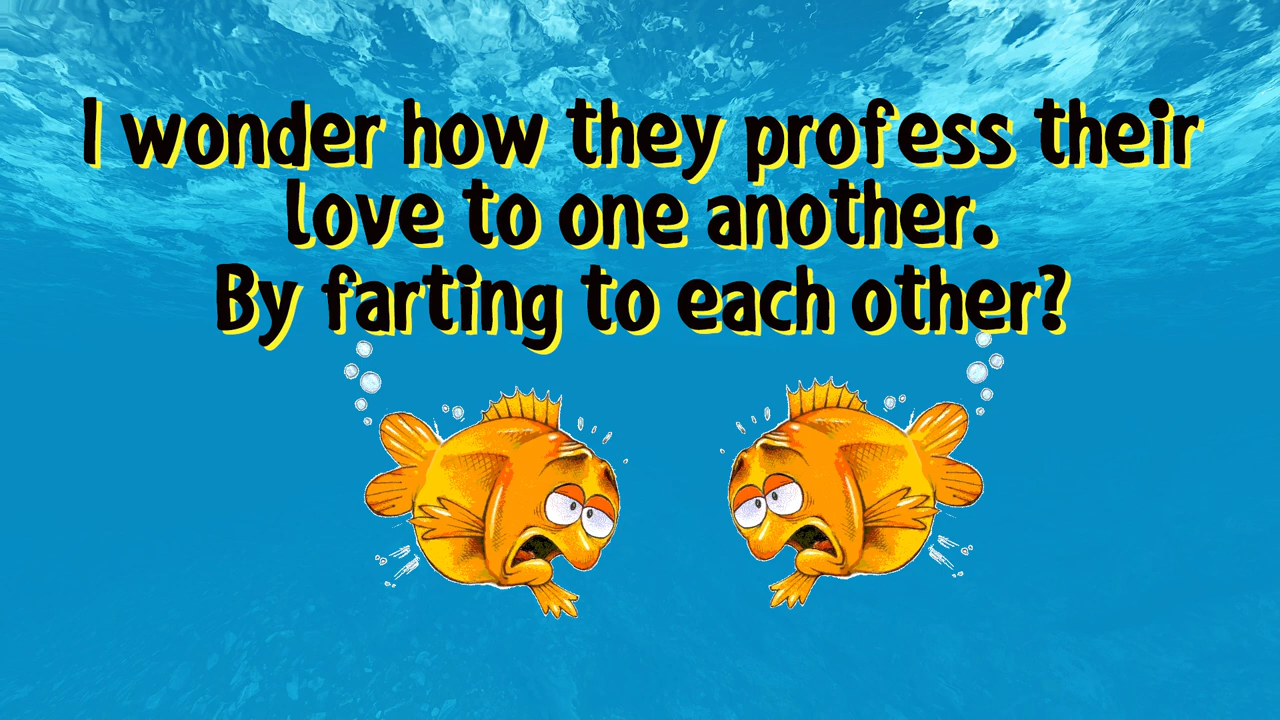 I wonder how they profess their
love to one another.
By farting to each other?